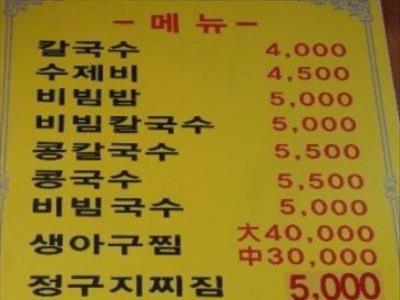 - 메뉴 -
칼국수 4,000
수제비 4,500
비빔밥 5,000
비빔칼국수 5,000
콩칼국수 5,500
콩국수 5,500
비빔국수 5,000
생아구찜 大40,000
中30,000
정구지찌짐 5,000